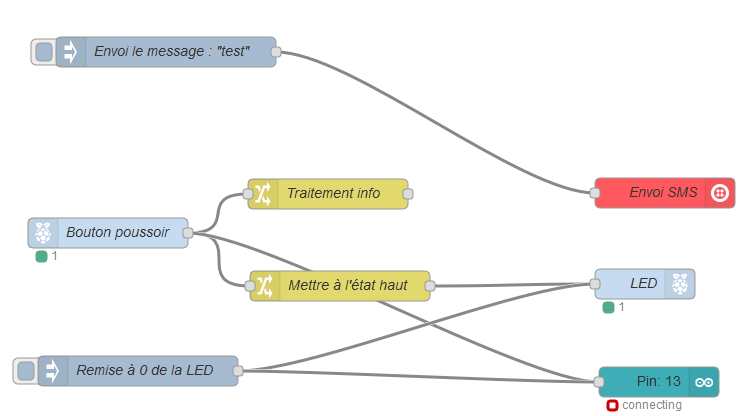 Envoi le message : "test"
Traitement info
Envoi SMS
Bouton poussoir
1
Mettre à l'état haut
LED
1
Remise à 0 de la LED
Pin: 13
connecting